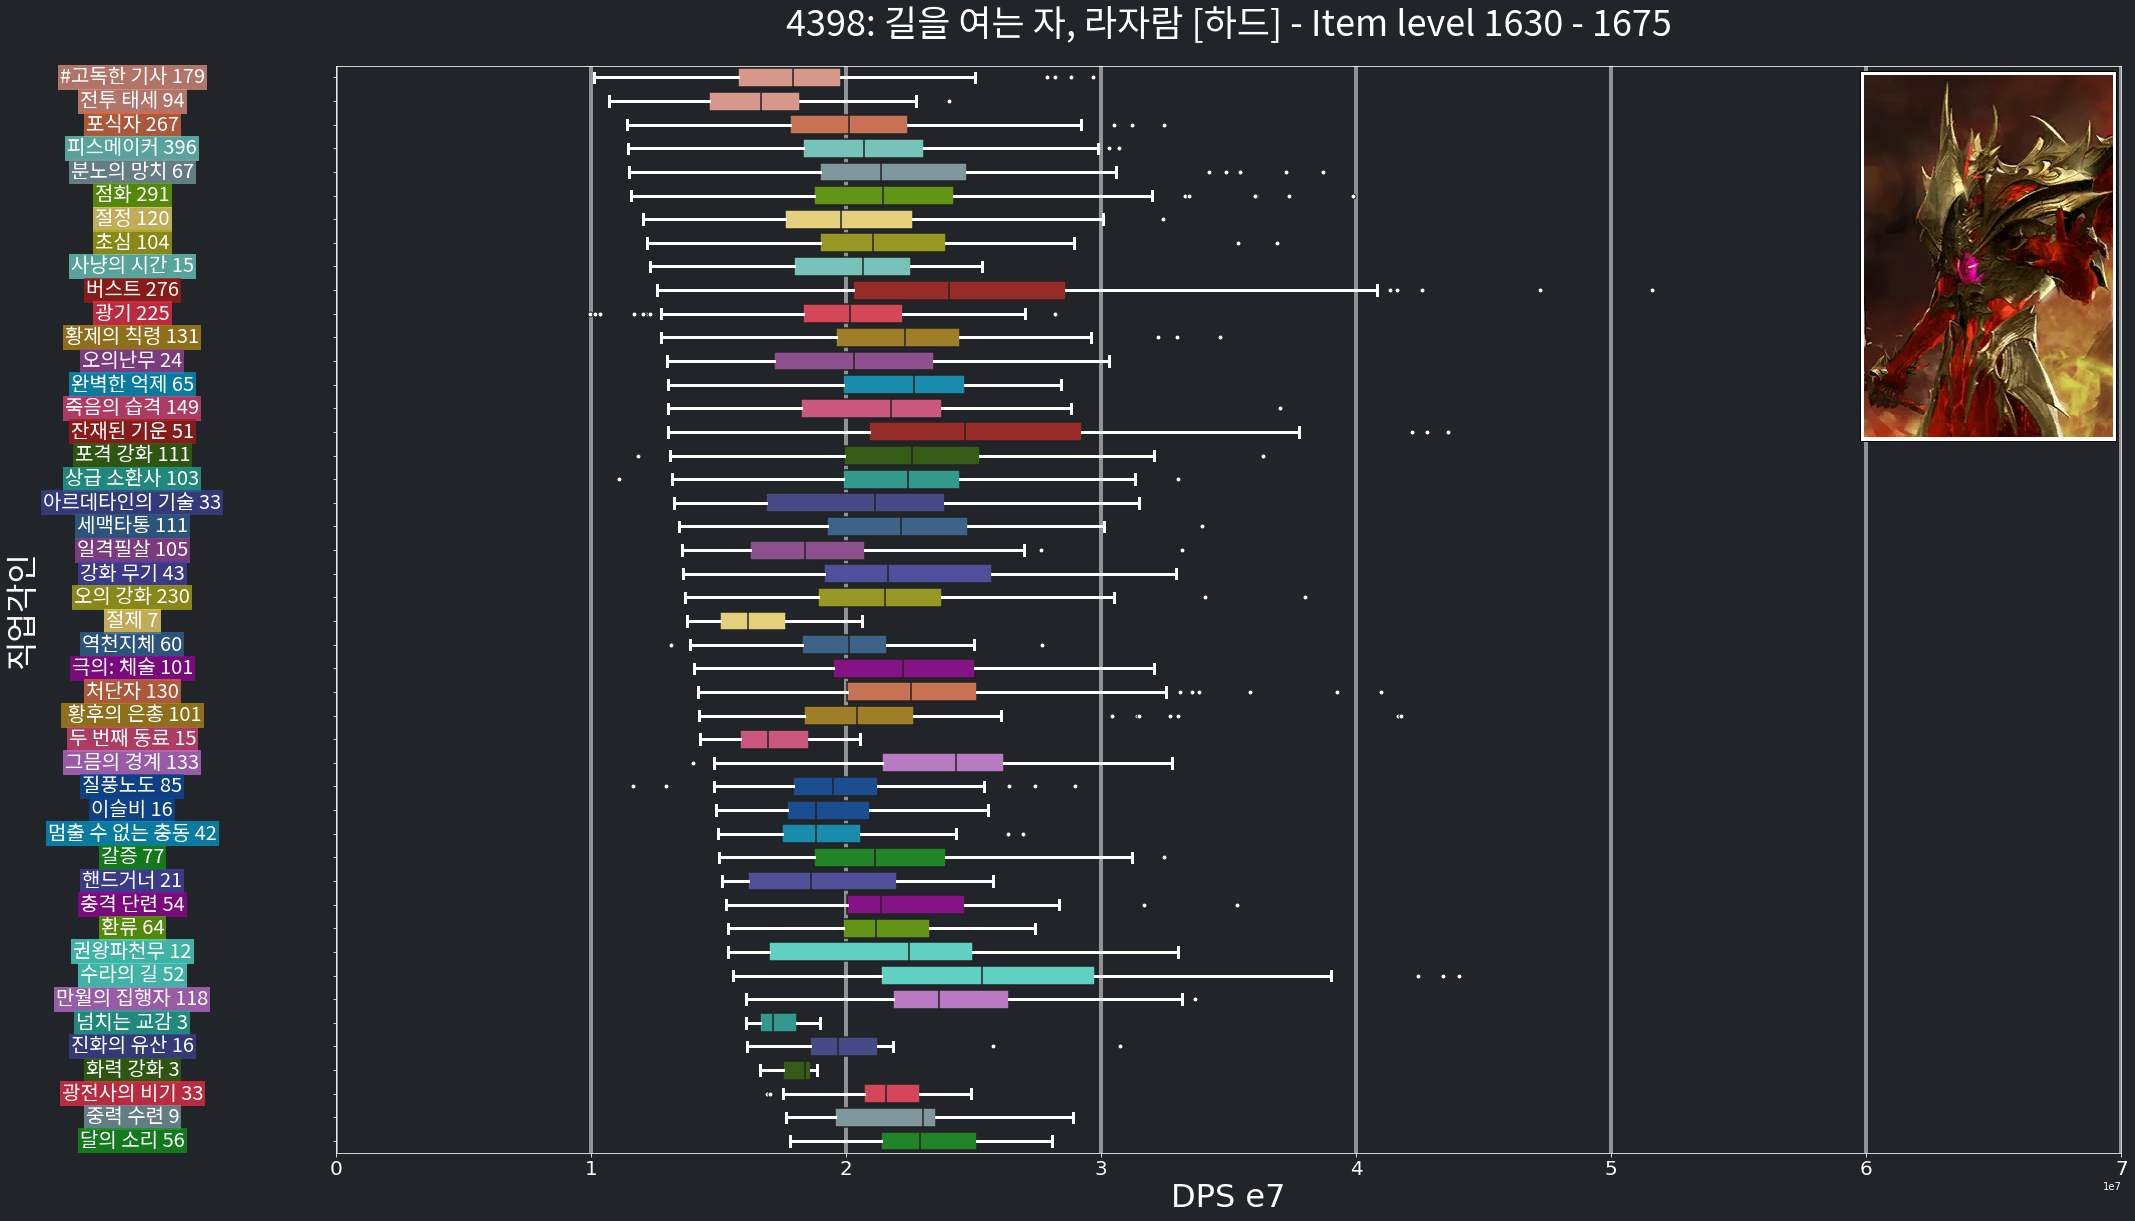 4398: 길을 여는 자, 라자람 [하드] - Item level 1630 - 1675
#고독한 기사 179
전투 태세 94
포식자 267
피스메이커 396
분노의 망치 67
점화 291
절정 120
초심 104
사냥의 시간 15
버스트 276
광기 225
황제의 칙령 131
오의난무 24
완벽한 억제 65
죽음의 습격 149
잔재된 기운 51
포격 강화 111
상급 소환사 103
아르데타인의 기술 33
세맥타통 111
일격필살 105
강화 무기 43
오의 강화 230
절제 7
역천지체 60
극의: 체술 101
처단자 130
황후의 은총 101
두 번째 동료 15
그믐의 경계 133
질풍노도 85
이슬비 16
멈출 수 없는 충동 42
갈증 77
핸드거너 21
충격 단련 54
환류 64
권왕파천무 12
수라의 길 52
만월의 집행자 118
넘치는 교감 3
진화의 유산 16
화력 강화 3
광전사의 비기 33
중력 수련 9
달의 소리 56
직업각인
0 1 2 3 4 5 6 7
1e7
DPS e7